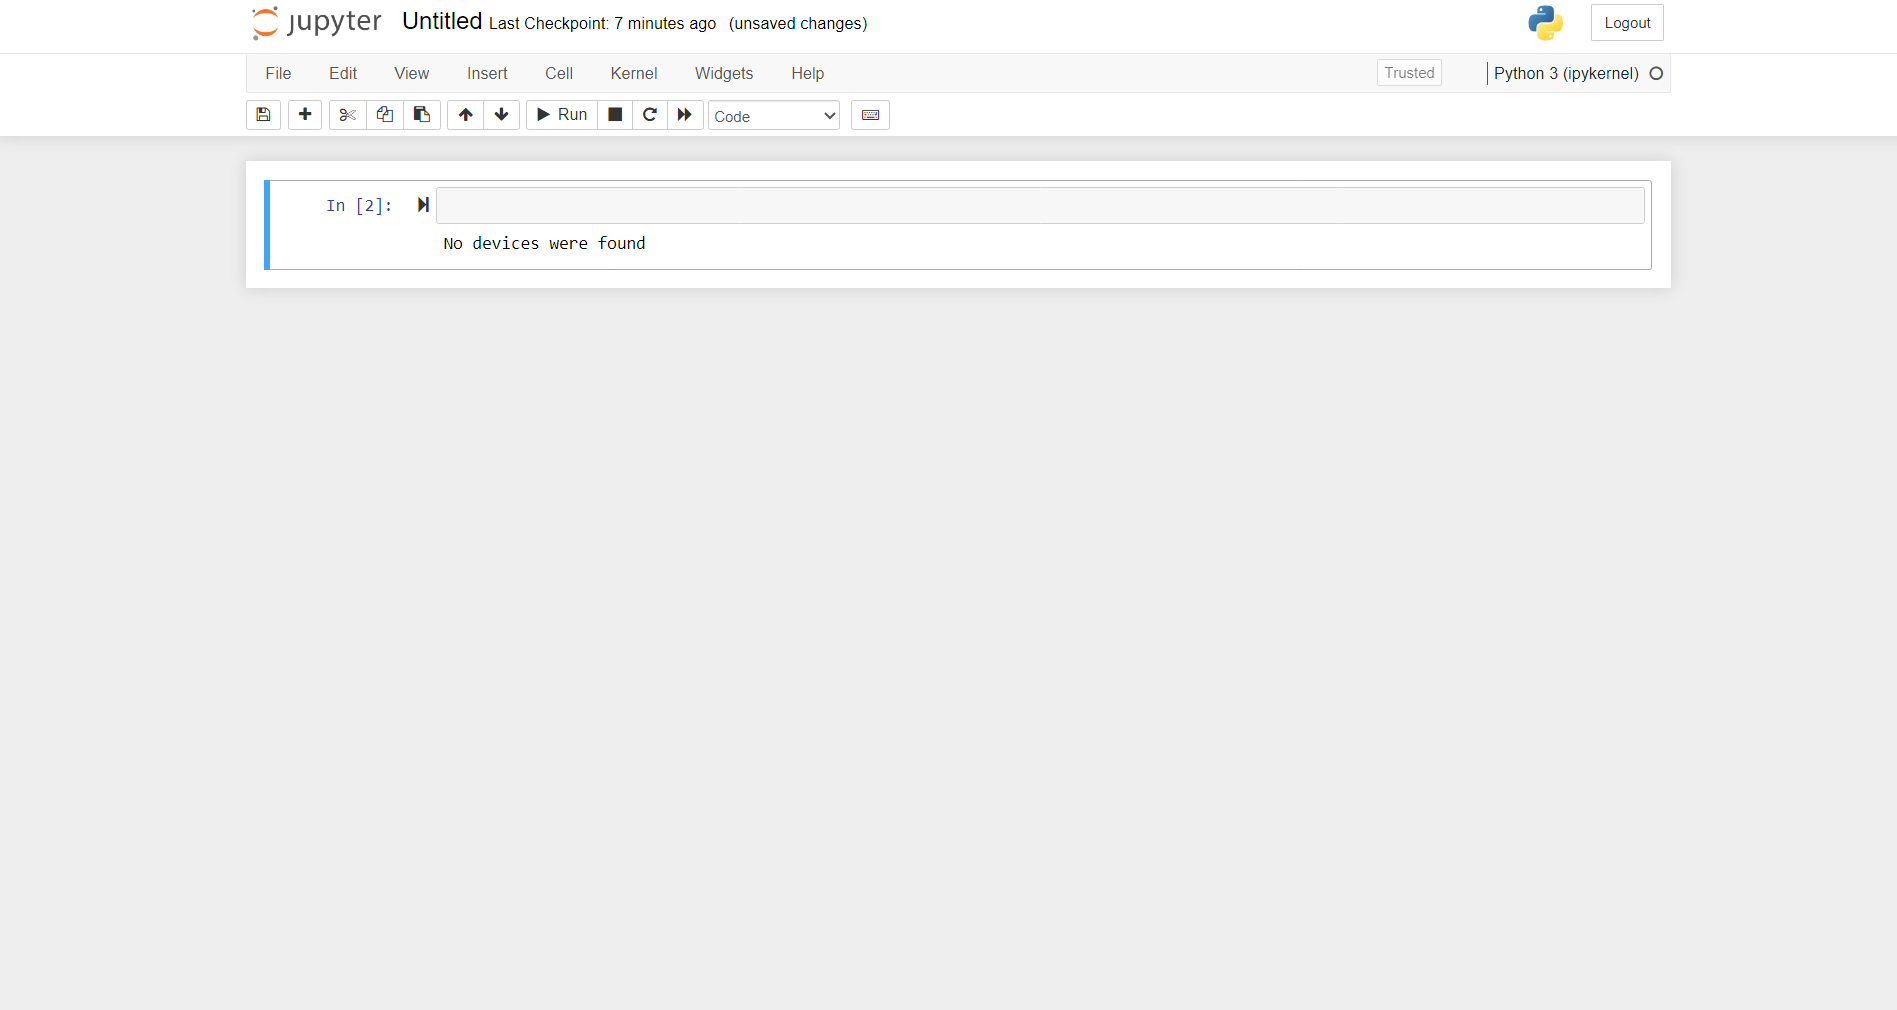 jupyter Untitled Last Checkpoint: 7 minutes ago (unsaved changes) Logout
File Edit View Insert Cell Kernel Widgets Help Trusted Python 3 (ipykernel)
Run Code
In [2]:
No devices were found